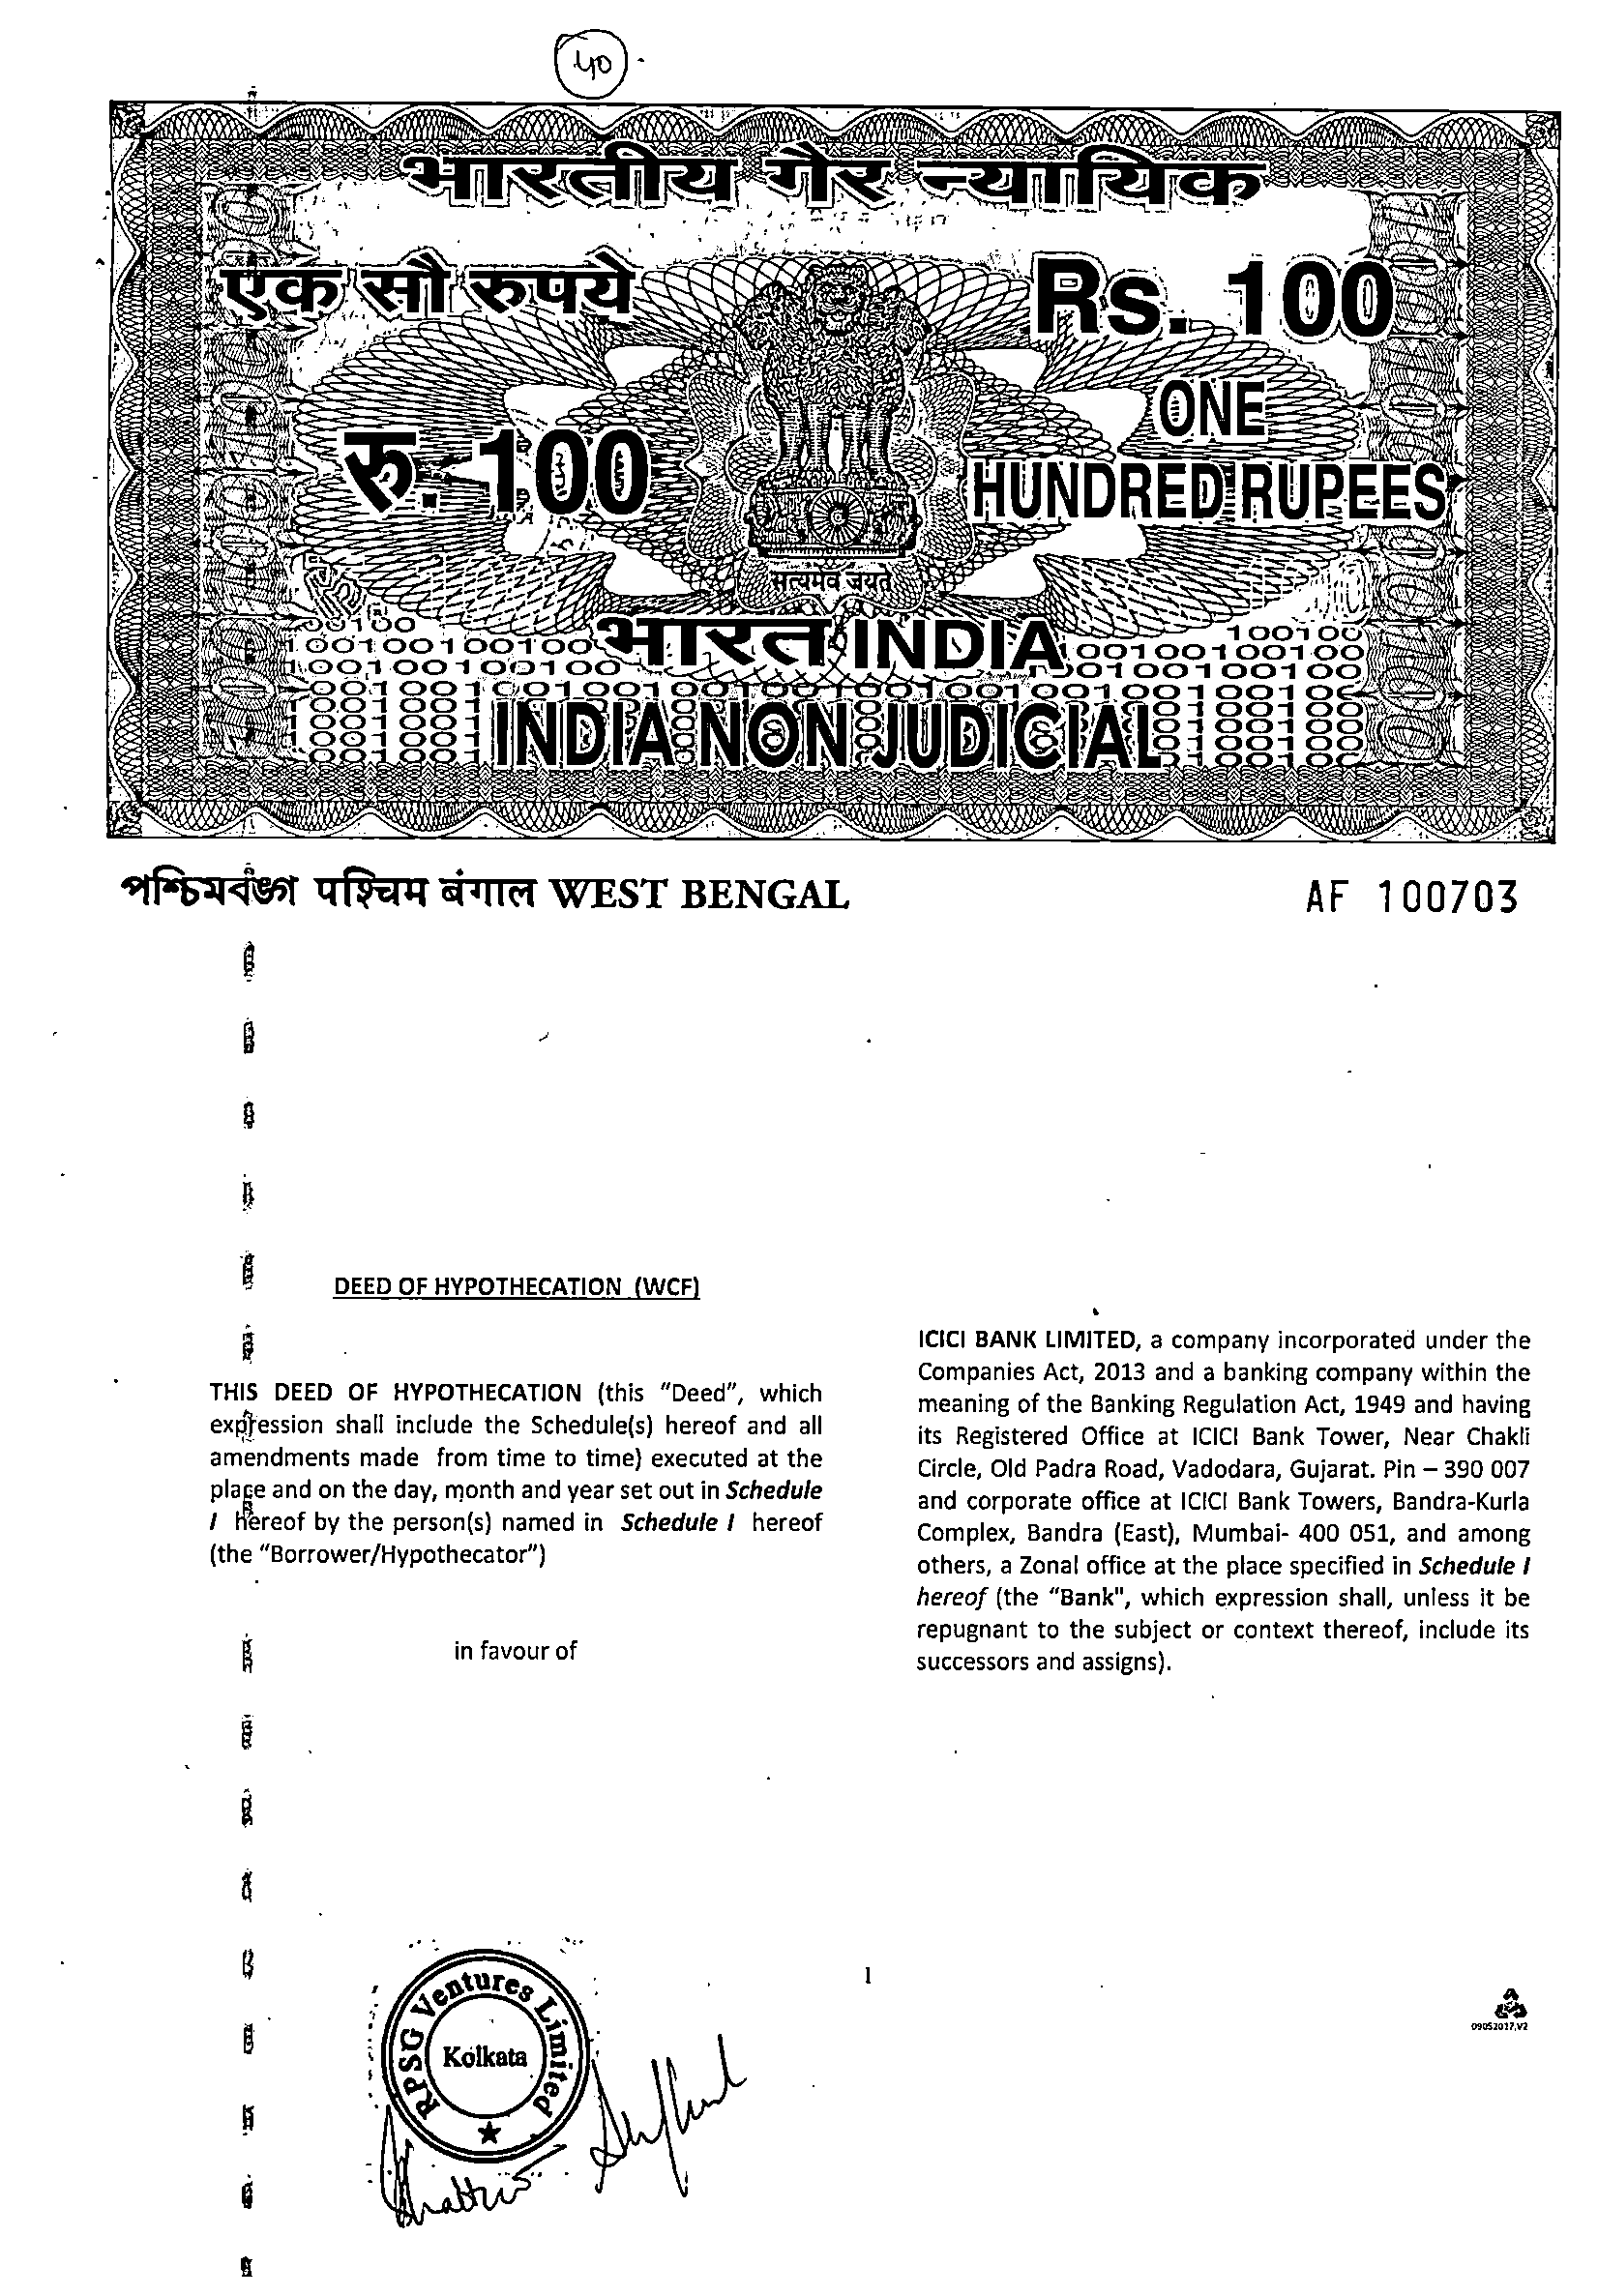 40
भारतीय गैर न्यायिक
एक सौ रुपये
Rs. 100
रु. 100
ONE
HUNDRED RUPEES
सत्यमेव जयते
भारत INDIA
INDIA NON JUDICIAL
পশ্চিমবঙ্গ पश्चिम बंगाल WEST BENGAL
AF 100703
DEED OF HYPOTHECATION (WCF)
THIS DEED OF HYPOTHECATION (this "Deed", which
expression shall include the Schedule(s) hereof and all
amendments made from time to time) executed at the
place and on the day, month and year set out in Schedule
I hereof by the person(s) named in Schedule I hereof
(the "Borrower/Hypothecator")
in favour of
ICICI BANK LIMITED, a company incorporated under the
Companies Act, 2013 and a banking company within the
meaning of the Banking Regulation Act, 1949 and having
its Registered Office at ICICI Bank Tower, Near Chakli
Circle, Old Padra Road, Vadodara, Gujarat. Pin – 390 007
and corporate office at ICICI Bank Towers, Bandra-Kurla
Complex, Bandra (East), Mumbai- 400 051, and among
others, a Zonal office at the place specified in Schedule I
hereof (the "Bank", which expression shall, unless it be
repugnant to the subject or context thereof, include its
successors and assigns).
1
RPSG Ventures Limited
Kolkata
09052017,V2